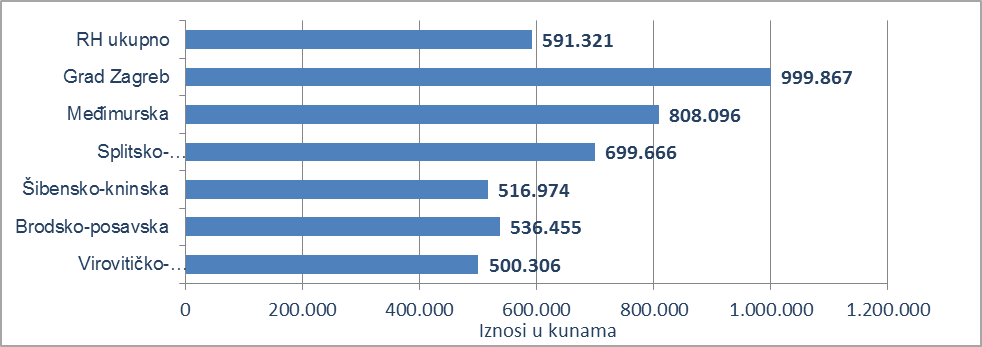 RH ukupno 591.321
Grad Zagreb 999.867
Međimurska 808.096
Splitsko-… 699.666
Šibensko-kninska 516.974
Brodsko-posavska 536.455
Virovitičko-… 500.306
0 200.000 400.000 600.000 800.000 1.000.000 1.200.000
Iznosi u kunama